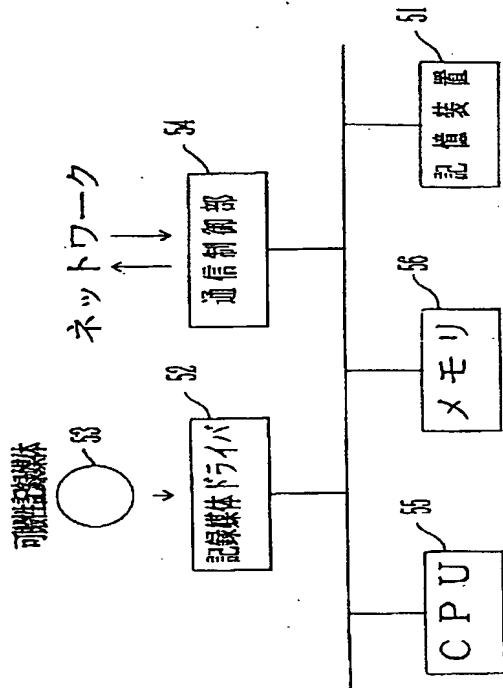 可搬性記録媒体
53
ネットワーク
54
通信制御部
52
記録媒体ドライバ
51
記憶装置
56
メモリ
55
CPU